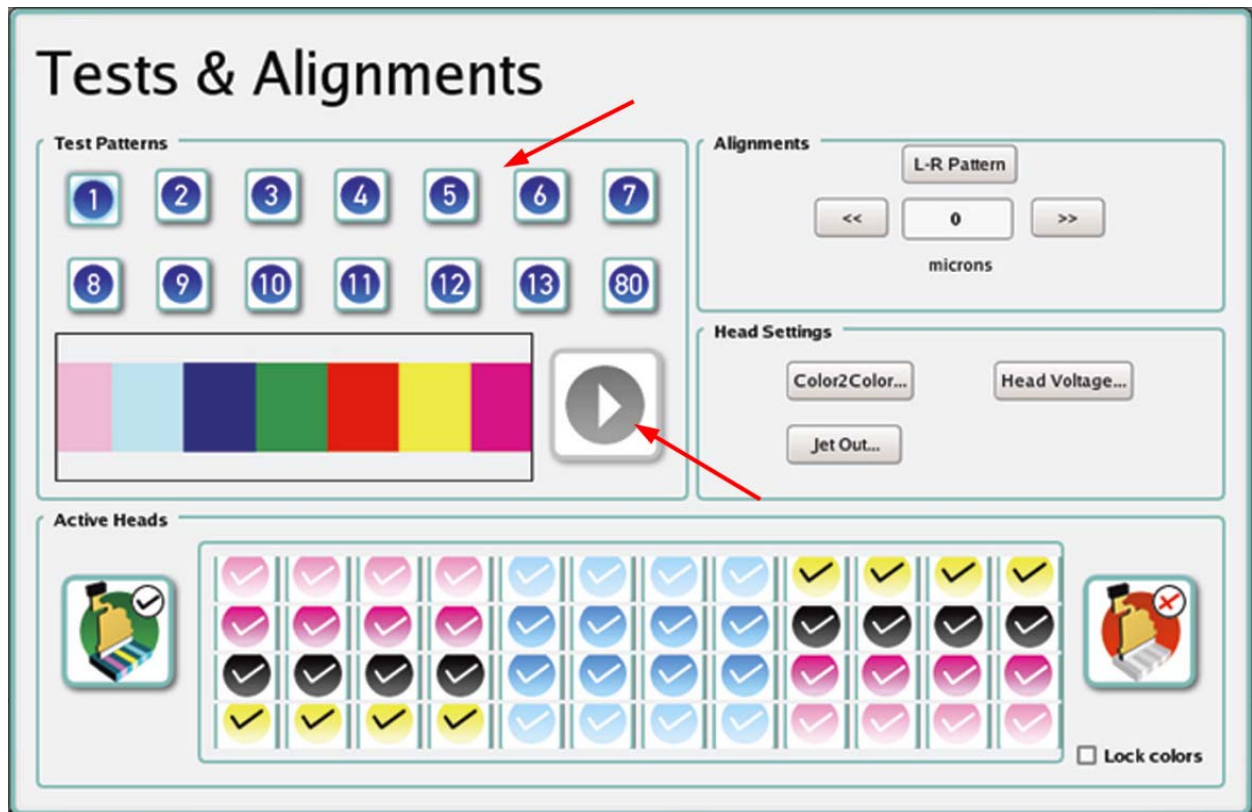 Tests & Alignments
Test Patterns
1 2 3 4 5 6 7
8 9 10 11 12 13 80
Alignments
L-R Pattern
<< 0 >>
microns
Head Settings
Color2Color... Head Voltage...
Jet Out...
Active Heads
Lock colors